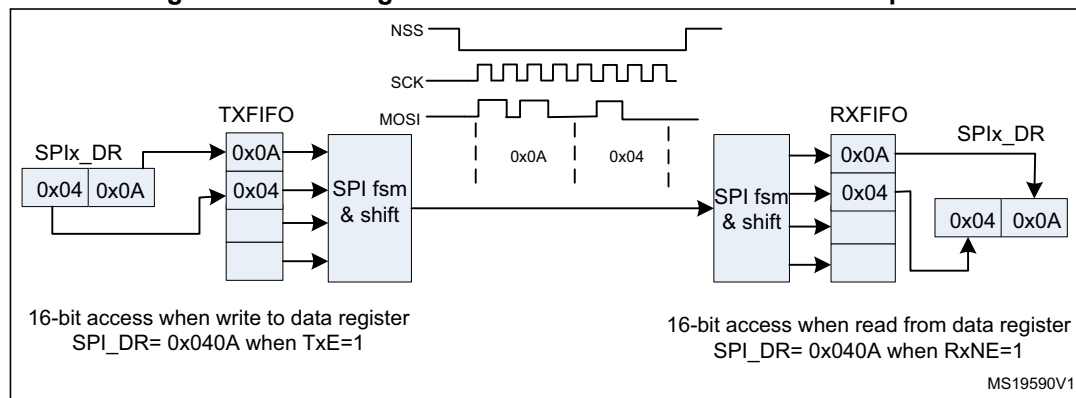 NSS
SCK
MOSI
TXFIFO
RXFIFO
SPIx_DR
0x04 0x0A
0x0A
0x04
SPI fsm
& shift
0x0A 0x04
SPI fsm
& shift
0x0A
0x04
SPIx_DR
0x04 0x0A
16-bit access when write to data register
SPI_DR= 0x040A when TxE=1
16-bit access when read from data register
SPI_DR= 0x040A when RxNE=1
MS19590V1